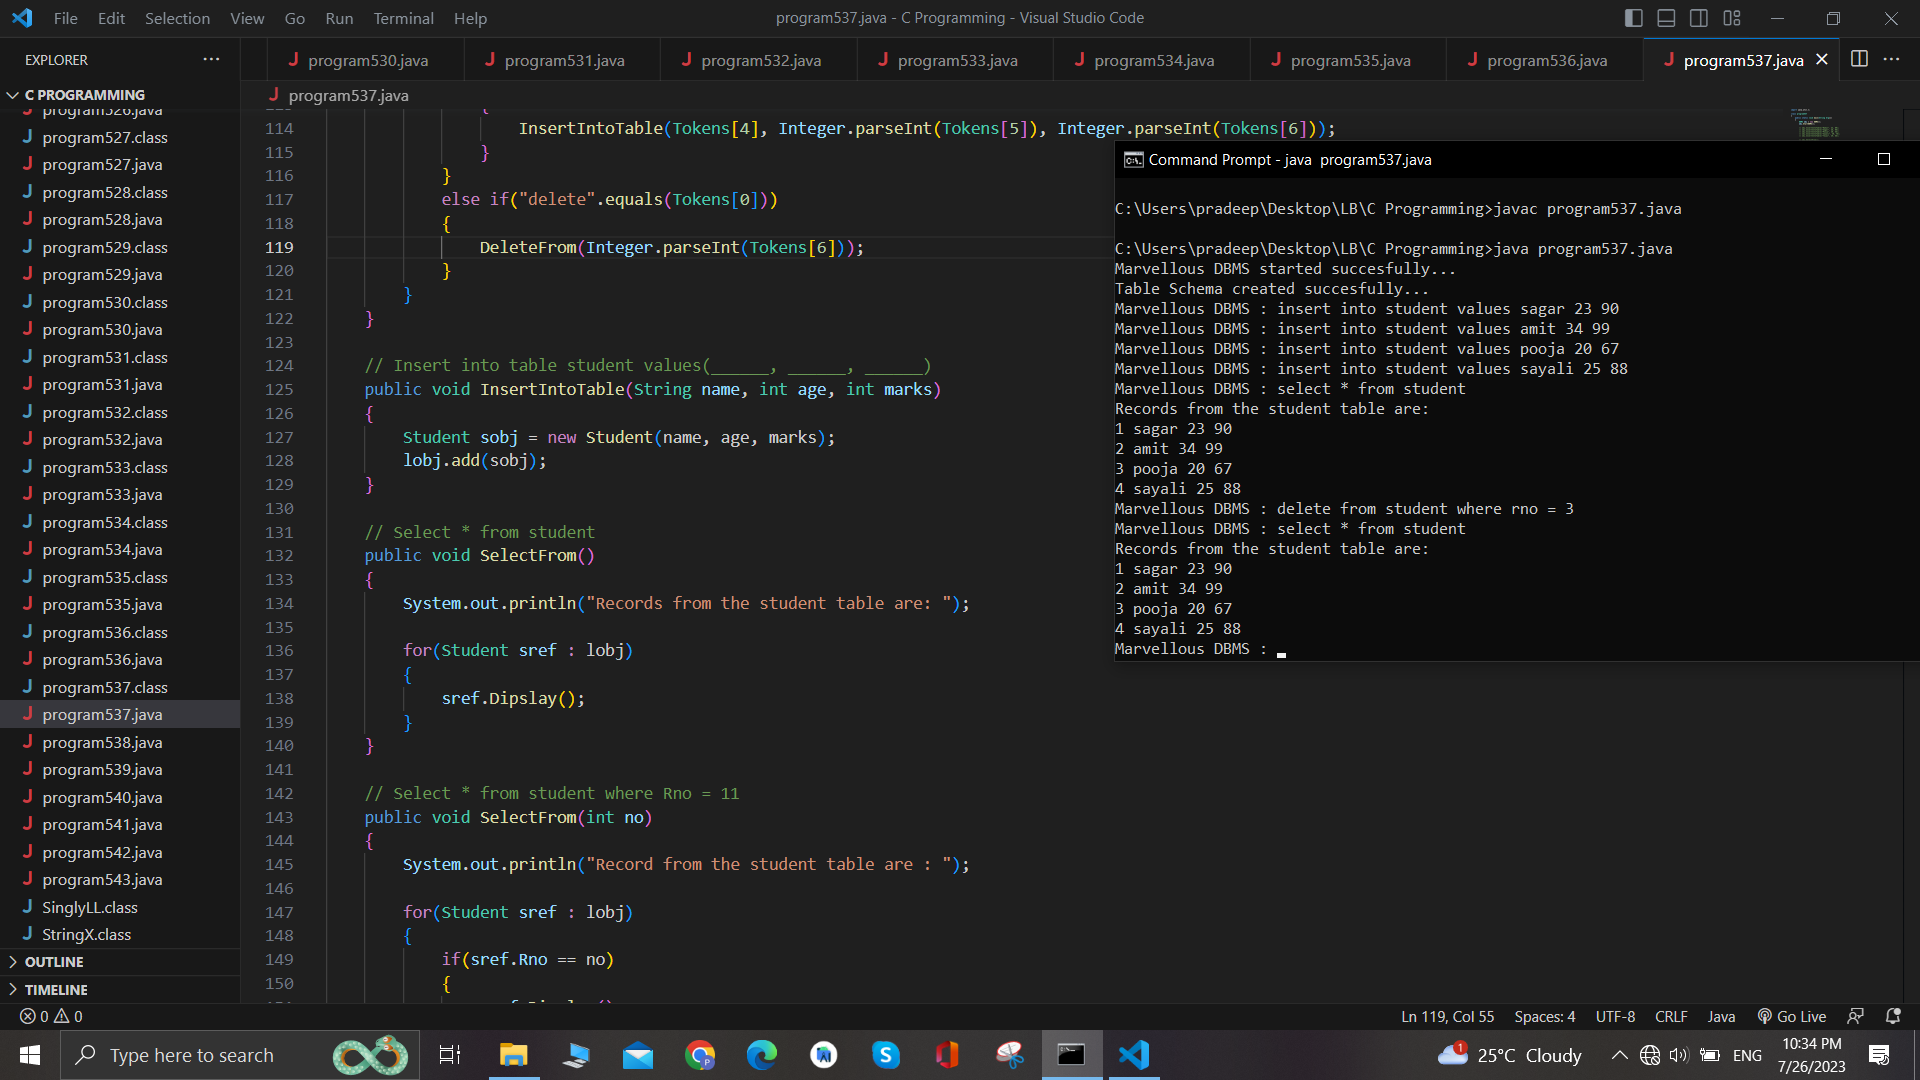 File Edit Selection View Go Run Terminal Help
program537.java - C Programming - Visual Studio Code
EXPLORER
program530.java program531.java program532.java program533.java program534.java program535.java program536.java program537.java
C PROGRAMMING
program537.java
program526.java
program527.class
program527.java
program528.class
program528.java
program529.class
program529.java
program530.class
program530.java
program531.class
program531.java
program532.class
program532.java
program533.class
program533.java
program534.class
program534.java
program535.class
program535.java
program536.class
program536.java
program537.class
program537.java
program538.java
program539.java
program540.java
program541.java
program542.java
program543.java
SinglyLL.class
StringX.class
OUTLINE
TIMELINE
{
114 InsertIntoTable(Tokens[4], Integer.parseInt(Tokens[5]), Integer.parseInt(Tokens[6]));
115 }
116 }
117 else if("delete".equals(Tokens[0]))
118 {
119 DeleteFrom(Integer.parseInt(Tokens[6]));
120 }
121 }
122 }
123
124 // Insert into table student values(______, ______, ______)
125 public void InsertIntoTable(String name, int age, int marks)
126 {
127 Student sobj = new Student(name, age, marks);
128 lobj.add(sobj);
129 }
130
131 // Select * from student
132 public void SelectFrom()
133 {
134 System.out.println("Records from the student table are: ");
135
136 for(Student sref : lobj)
137 {
138 sref.Dipslay();
139 }
140 }
141
142 // Select * from student where Rno = 11
143 public void SelectFrom(int no)
144 {
145 System.out.println("Record from the student table are : ");
146
147 for(Student sref : lobj)
148 {
149 if(sref.Rno == no)
150 {
Command Prompt - java program537.java
C:\Users\pradeep\Desktop\LB\C Programming>javac program537.java
C:\Users\pradeep\Desktop\LB\C Programming>java program537.java
Marvellous DBMS started succesfully...
Table Schema created succesfully...
Marvellous DBMS : insert into student values sagar 23 90
Marvellous DBMS : insert into student values amit 34 99
Marvellous DBMS : insert into student values pooja 20 67
Marvellous DBMS : insert into student values sayali 25 88
Marvellous DBMS : select * from student
Records from the student table are:
1 sagar 23 90
2 amit 34 99
3 pooja 20 67
4 sayali 25 88
Marvellous DBMS : delete from student where rno = 3
Marvellous DBMS : select * from student
Records from the student table are:
1 sagar 23 90
2 amit 34 99
3 pooja 20 67
4 sayali 25 88
Marvellous DBMS :
0 0
Ln 119, Col 55 Spaces: 4 UTF-8 CRLF Java Go Live
Type here to search
1 25°C Cloudy ENG
10:34 PM
7/26/2023